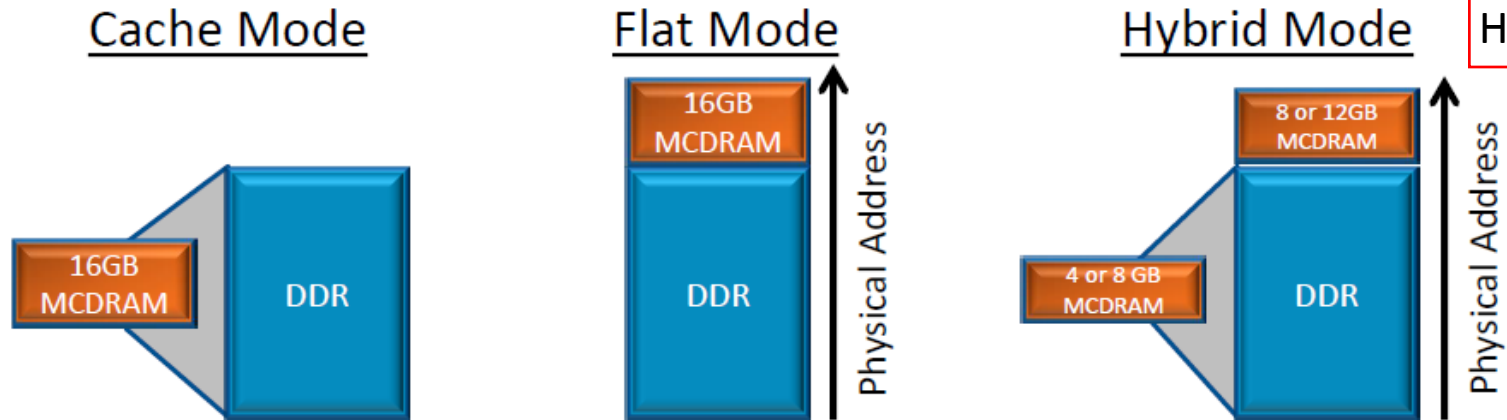 Cache Mode
Flat Mode
Hybrid Mode
H
16GB
MCDRAM
DDR
16GB
MCDRAM
DDR
Physical Address
8 or 12GB
MCDRAM
4 or 8 GB
MCDRAM
DDR
Physical Address